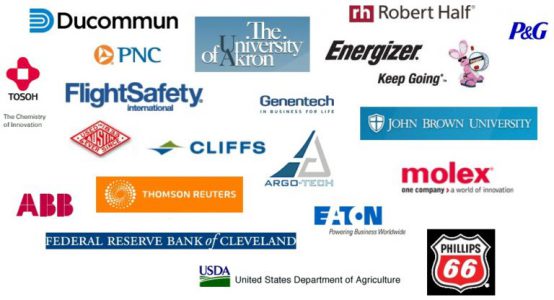 Ducommun
The
University
of Akron
rh Robert Half®
P&G
PNC
Energizer®
Keep Going®™
TOSOH
The Chemistry
of Innovation
FlightSafety®
international
Genentech
IN BUSINESS FOR LIFE
JOHN BROWN UNIVERSITY
CLIFFS
ARGO-TECH
molex®
one company › a world of innovation
ABB
THOMSON REUTERS
EATON
Powering Business Worldwide
FEDERAL RESERVE BANK of CLEVELAND
PHILLIPS
66®
USDA
United States Department of Agriculture